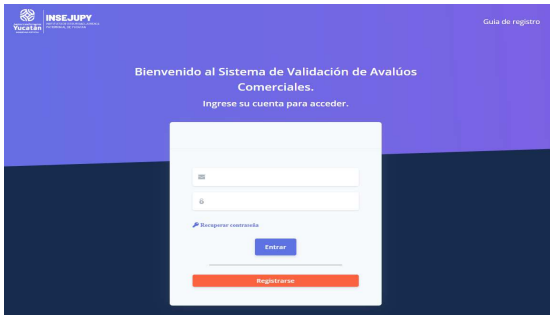 INSEJUPY
Yucatán
Guia de registro
Bienvenido al Sistema de Validación de Avalúos
Comerciales.
Ingrese su cuenta para acceder.
Recuperar contraseña
Entrar
Registrarse